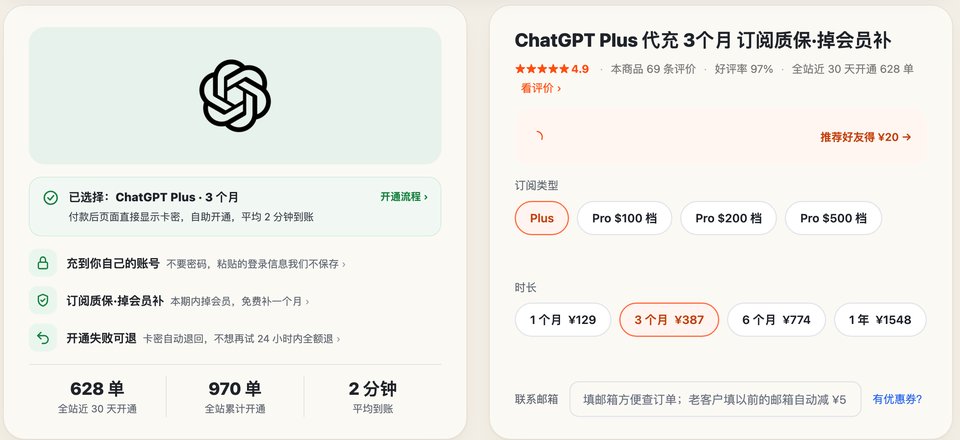 已选择：ChatGPT Plus · 3 个月
开通流程 ›
付款后页面直接显示卡密，自助开通，平均 2 分钟到账
充到你自己的账号 不要密码，粘贴的登录信息我们不保存 ›
订阅质保·掉会员补 本期内掉会员，免费补一个月 ›
开通失败可退 卡密自动退回，不想再试 24 小时内全额退 ›
628 单
全站近 30 天开通
970 单
全站累计开通
2 分钟
平均到账
ChatGPT Plus 代充 3个月 订阅质保·掉会员补
★★★★★ 4.9 · 本商品 69 条评价 · 好评率 97% · 全站近 30 天开通 628 单
看评价 ›
推荐好友得 ¥20 →
订阅类型
Plus
Pro $100 档
Pro $200 档
Pro $500 档
时长
1 个月 ¥129
3 个月 ¥387
6 个月 ¥774
1 年 ¥1548
联系邮箱
填邮箱方便查订单；老客户填以前的邮箱自动减 ¥5
有优惠券?